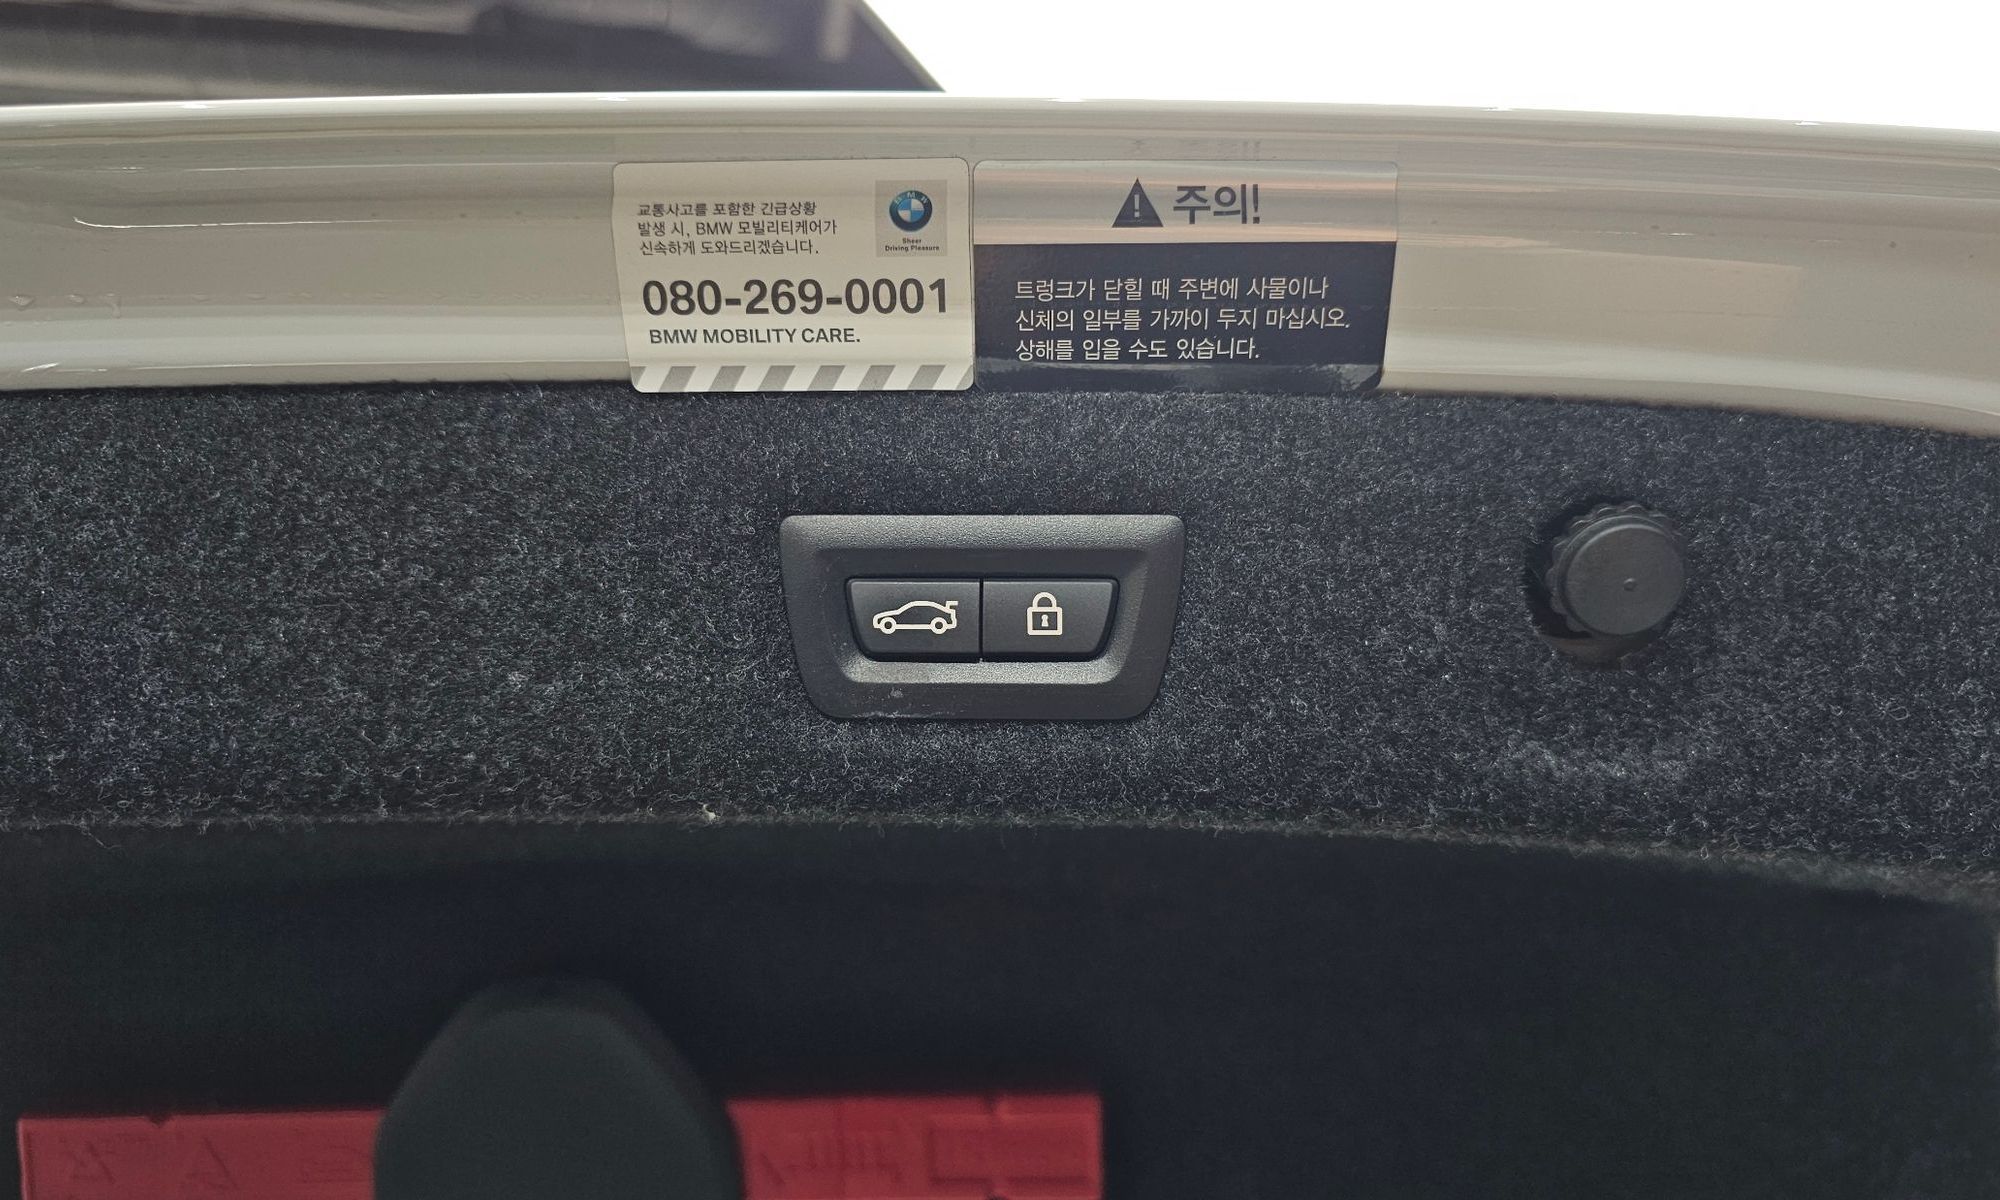 교통사고를 포함한 긴급상황
발생 시, BMW 모빌리티케어가
신속하게 도와드리겠습니다.
BMW
Sheer
Driving Pleasure
080-269-0001
BMW MOBILITY CARE.
주의!
트렁크가 닫힐 때 주변에 사물이나
신체의 일부를 가까이 두지 마십시오.
상해를 입을 수도 있습니다.